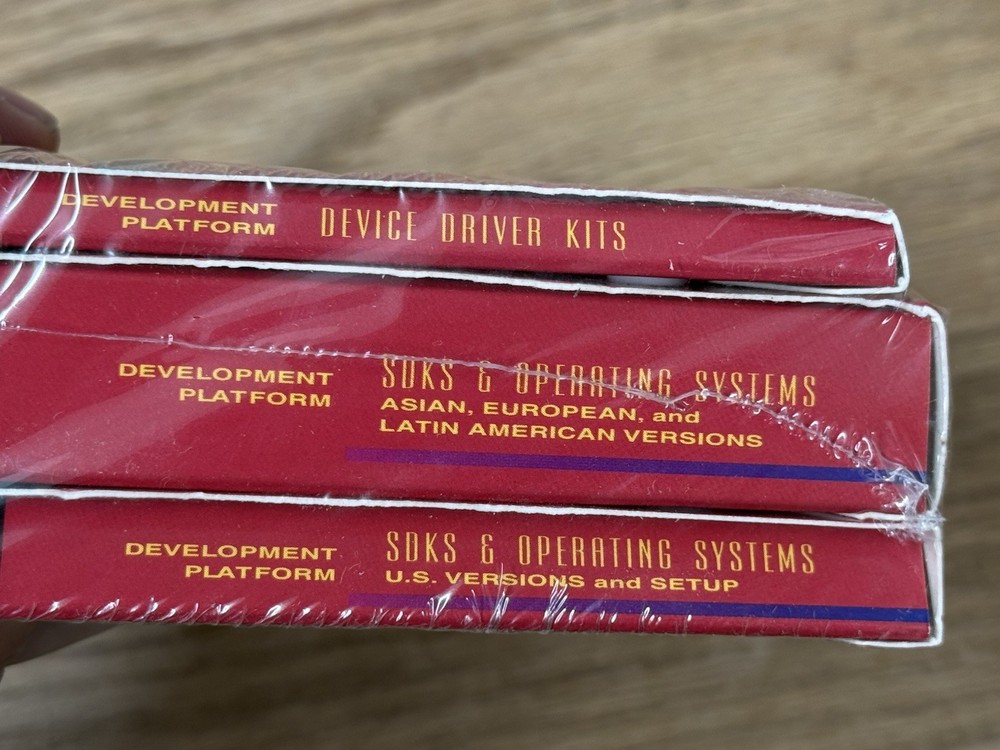 DEVELOPMENT
PLATFORM
DEVICE DRIVER KITS
DEVELOPMENT
PLATFORM
SDKS & OPERATING SYSTEMS
ASIAN, EUROPEAN, and
LATIN AMERICAN VERSIONS
DEVELOPMENT
PLATFORM
SDKS & OPERATING SYSTEMS
U.S. VERSIONS and SETUP